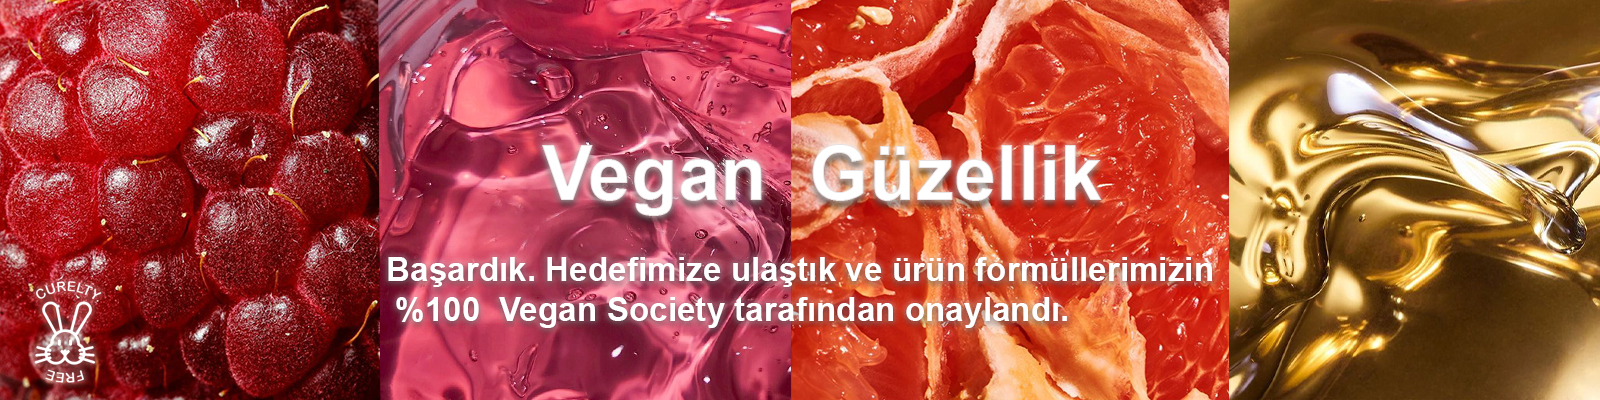 Vegan Güzellik
Başardık. Hedefimize ulaştık ve ürün formüllerimizin
%100 Vegan Society tarafından onaylandı.
CURELTY
FREE